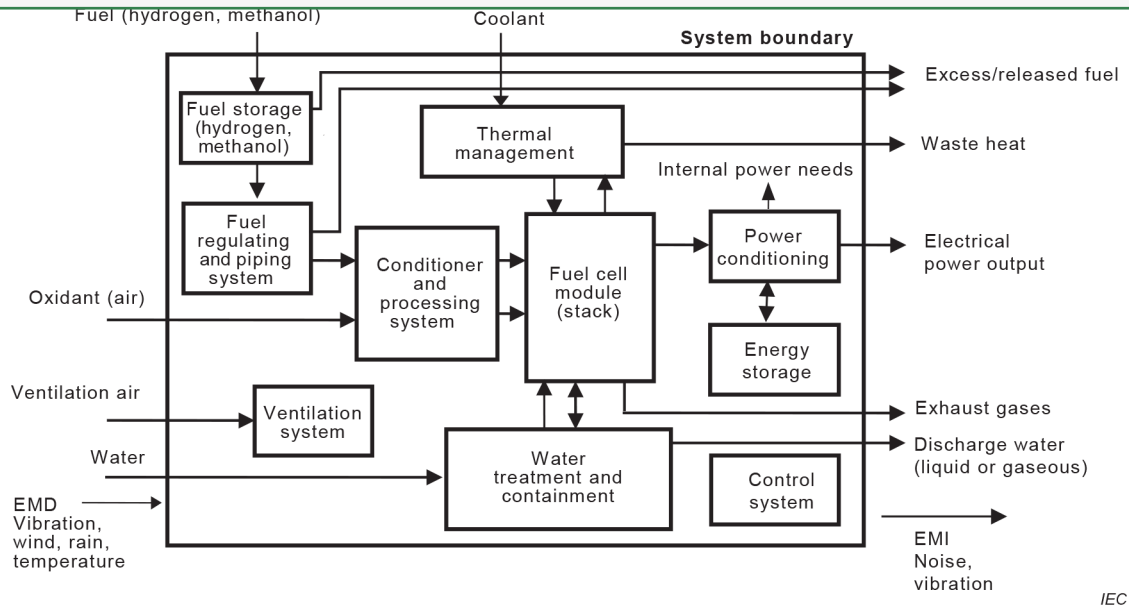 Fuel (hydrogen, methanol)
Coolant
System boundary
Excess/released fuel
Fuel storage
(hydrogen,
methanol)
Thermal
management
Waste heat
Internal power needs
Fuel
regulating
and piping
system
Conditioner
and
processing
system
Fuel cell
module
(stack)
Power
conditioning
Electrical
power output
Oxidant (air)
Energy
storage
Ventilation air
Ventilation
system
Exhaust gases
Water
Water
treatment and
containment
Discharge water
(liquid or gaseous)
Control
system
EMD
Vibration,
wind, rain,
temperature
EMI
Noise,
vibration
IEC